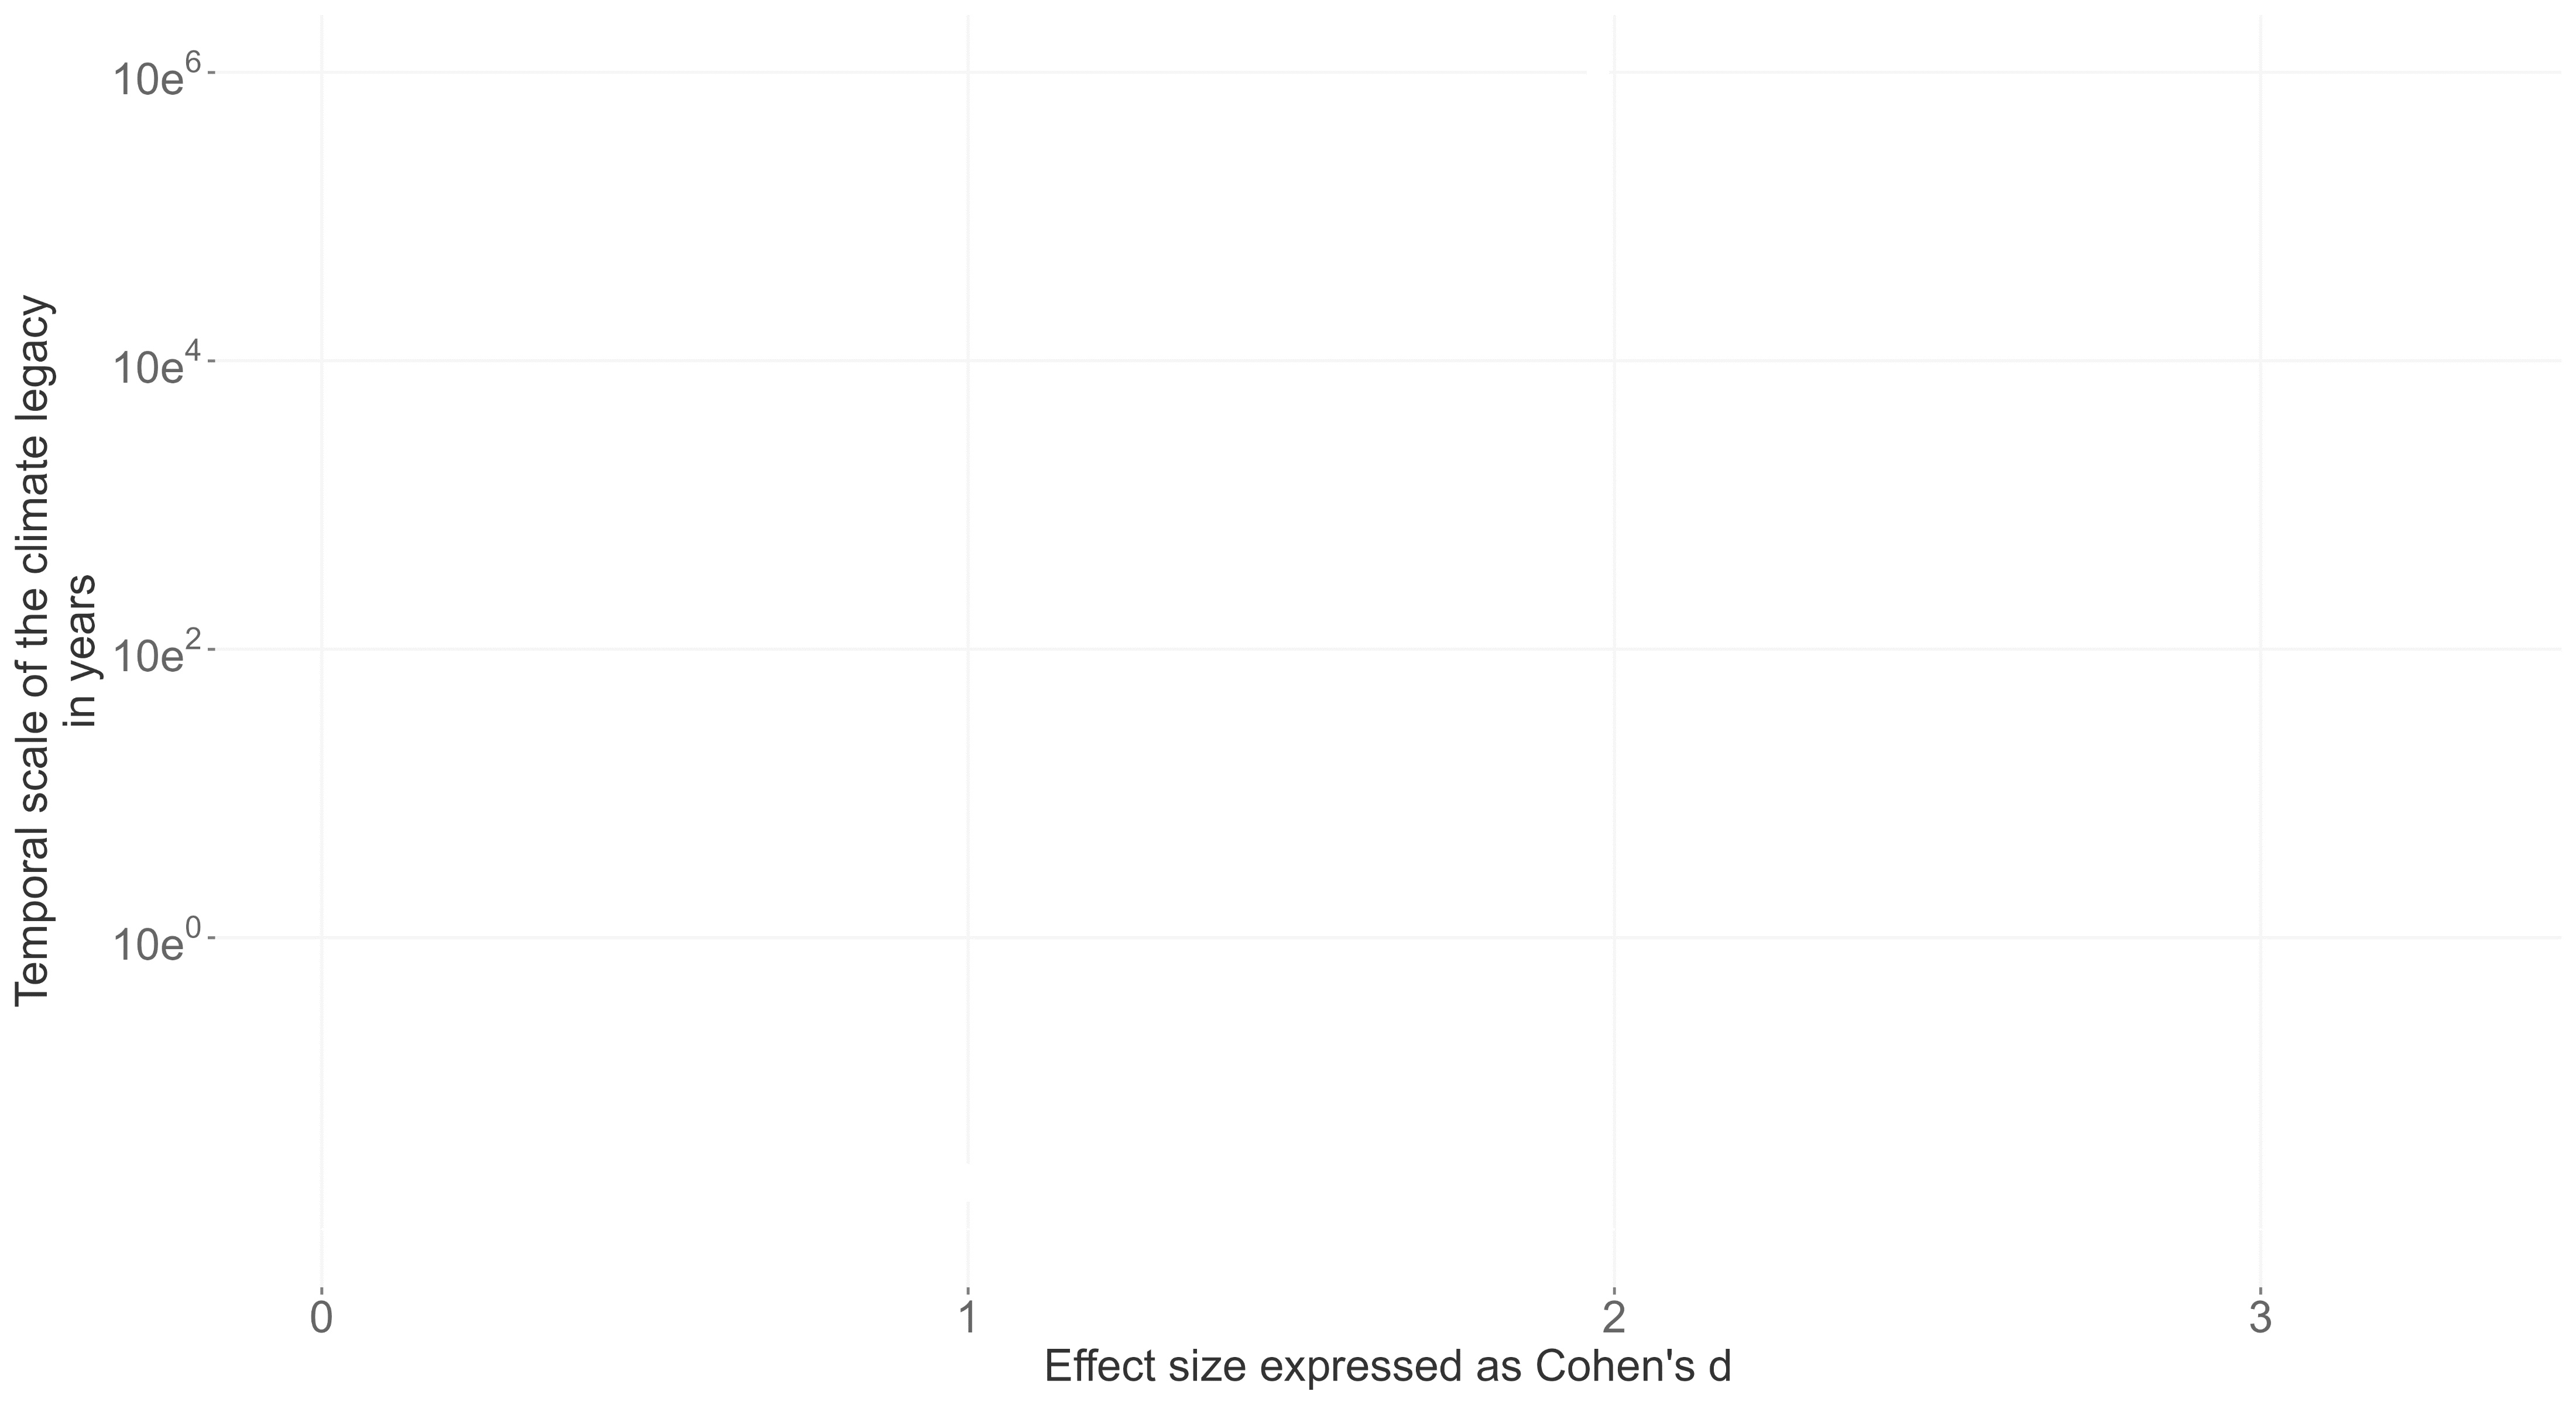 Temporal scale of the climate legacy
in years
10e⁶
10e⁴
10e²
10e⁰
0 1 2 3
Effect size expressed as Cohen's d